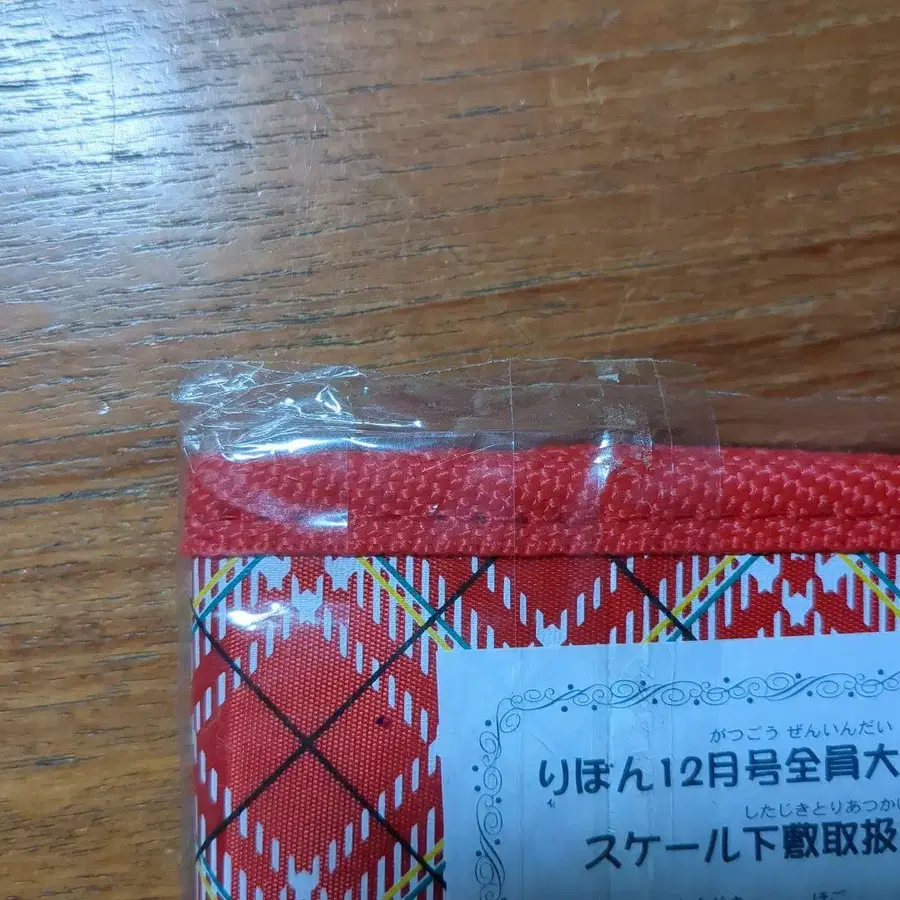 がつごう ぜんいんだい
りぼん12月号全員大
したじきとりあつか
スケール下敷取扱